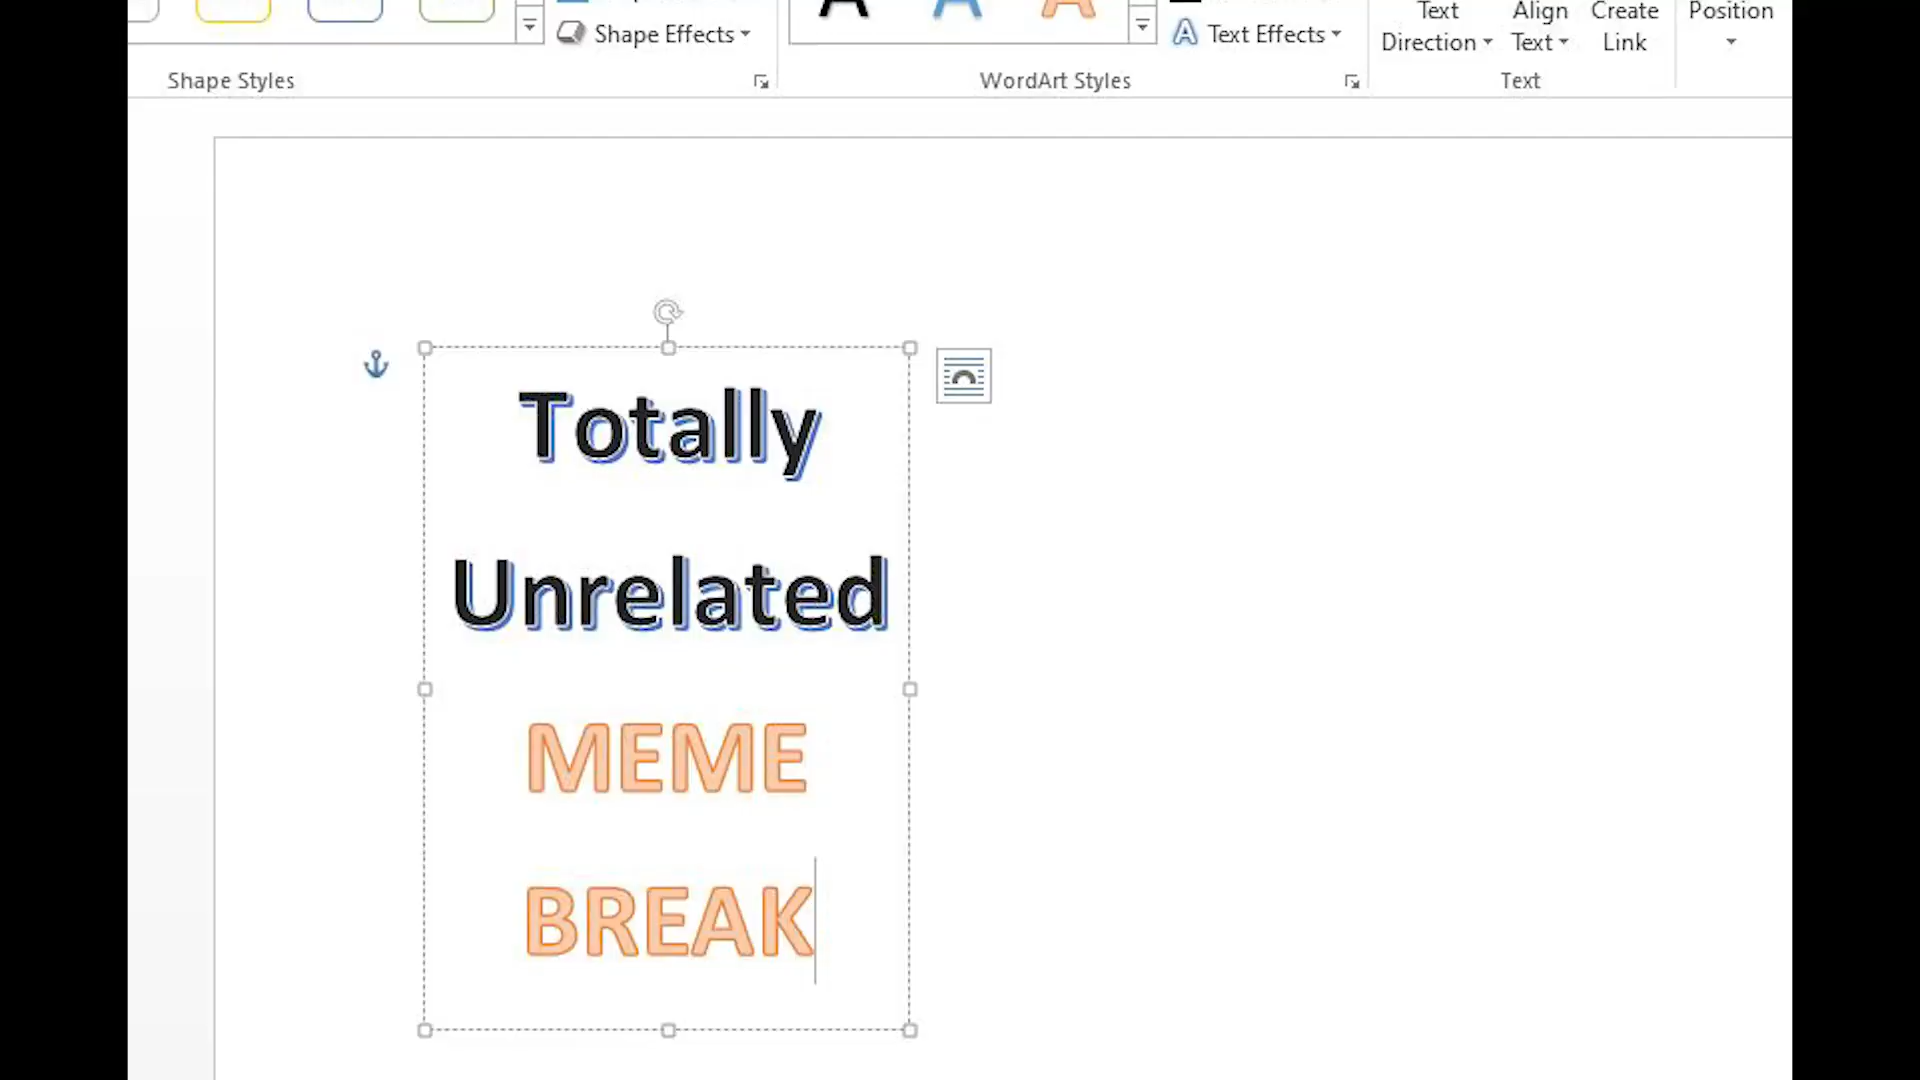 Shape Effects
Text Effects
Text
Direction
Align
Text
Create
Link
Position
Shape Styles
WordArt Styles
Text
Totally
Unrelated
MEME
BREAK